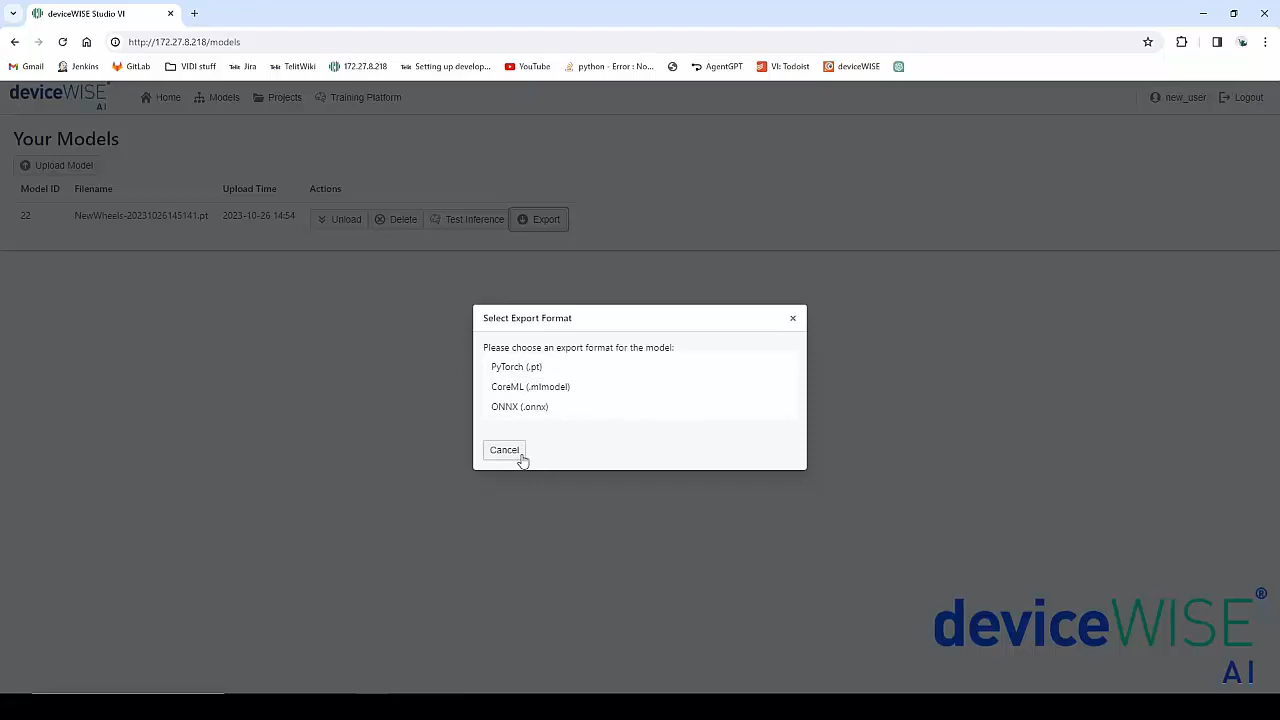 deviceWISE Studio VI
http://172.27.8.218/models
Gmail Jenkins GitLab VIDI stuff Jira TelitWiki 172.27.8.218 Setting up develop... YouTube python - Error : No... AgentGPT VI: Todoist deviceWISE
deviceWISE AI Home Models Projects Training Platform new_user Logout
Your Models
Upload Model
Model ID Filename Upload Time Actions
22 NewWheels-20231026145141.pt 2023-10-26 14:54 Unload Delete Test Inference Export
Select Export Format
Please choose an export format for the model:
PyTorch (.pt)
CoreML (.mlmodel)
ONNX (.onnx)
Cancel
deviceWISE®
AI